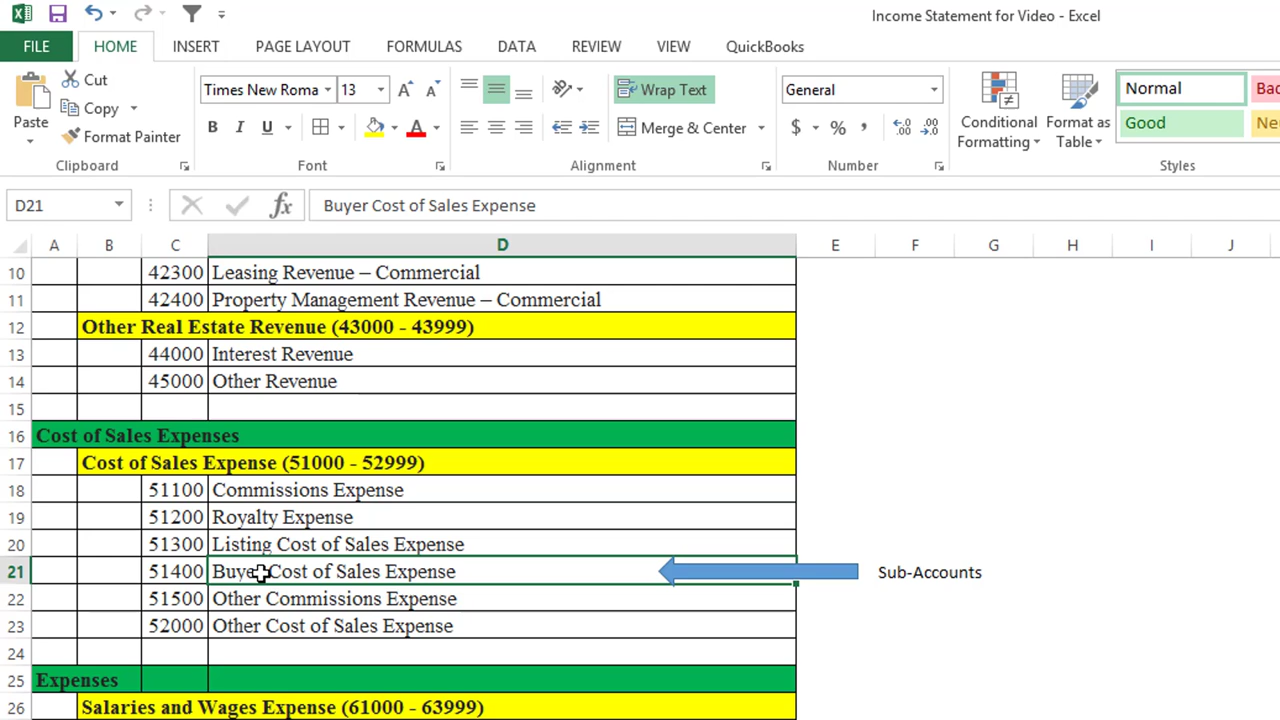 Income Statement for Video - Excel
FILE HOME INSERT PAGE LAYOUT FORMULAS DATA REVIEW VIEW QuickBooks
Paste
Cut
Copy
Format Painter
Clipboard
Times New Roma 13
B I U A
Font
Wrap Text
Merge & Center
Alignment
General
$ % , .00 .0
Number
Conditional Formatting
Format as Table
Normal
Good
Styles
D21 fx Buyer Cost of Sales Expense
A B C D E F G H I J
10 42300 Leasing Revenue – Commercial
11 42400 Property Management Revenue – Commercial
12 Other Real Estate Revenue (43000 - 43999)
13 44000 Interest Revenue
14 45000 Other Revenue
15
16 Cost of Sales Expenses
17 Cost of Sales Expense (51000 - 52999)
18 51100 Commissions Expense
19 51200 Royalty Expense
20 51300 Listing Cost of Sales Expense
21 51400 Buyer Cost of Sales Expense Sub-Accounts
22 51500 Other Commissions Expense
23 52000 Other Cost of Sales Expense
24
25 Expenses
26 Salaries and Wages Expense (61000 - 63999)